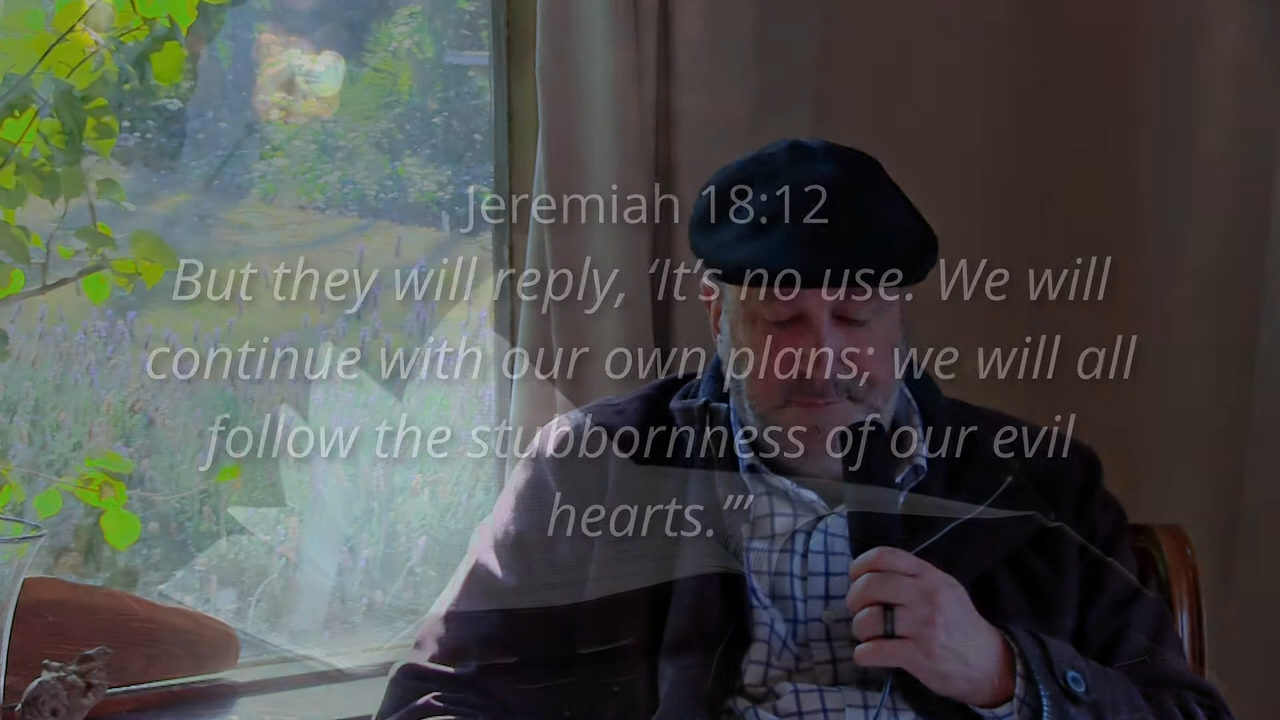 Jeremiah 18:12
But they will reply, ‘It’s no use. We will
continue with our own plans; we will all
follow the stubbornness of our evil
hearts.’”